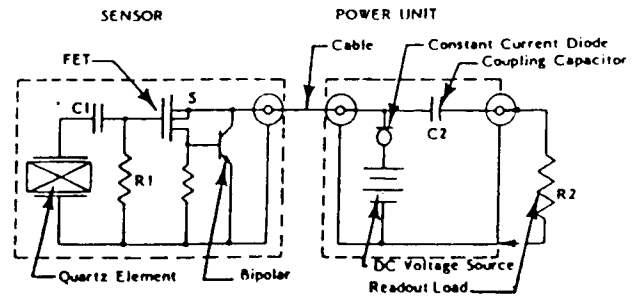 SENSOR
POWER UNIT
Cable
Constant Current Diode
Coupling Capacitor
FET
C1
S
C2
R1
R2
Quartz Element
Bipolar
DC Voltage Source
Readout Load